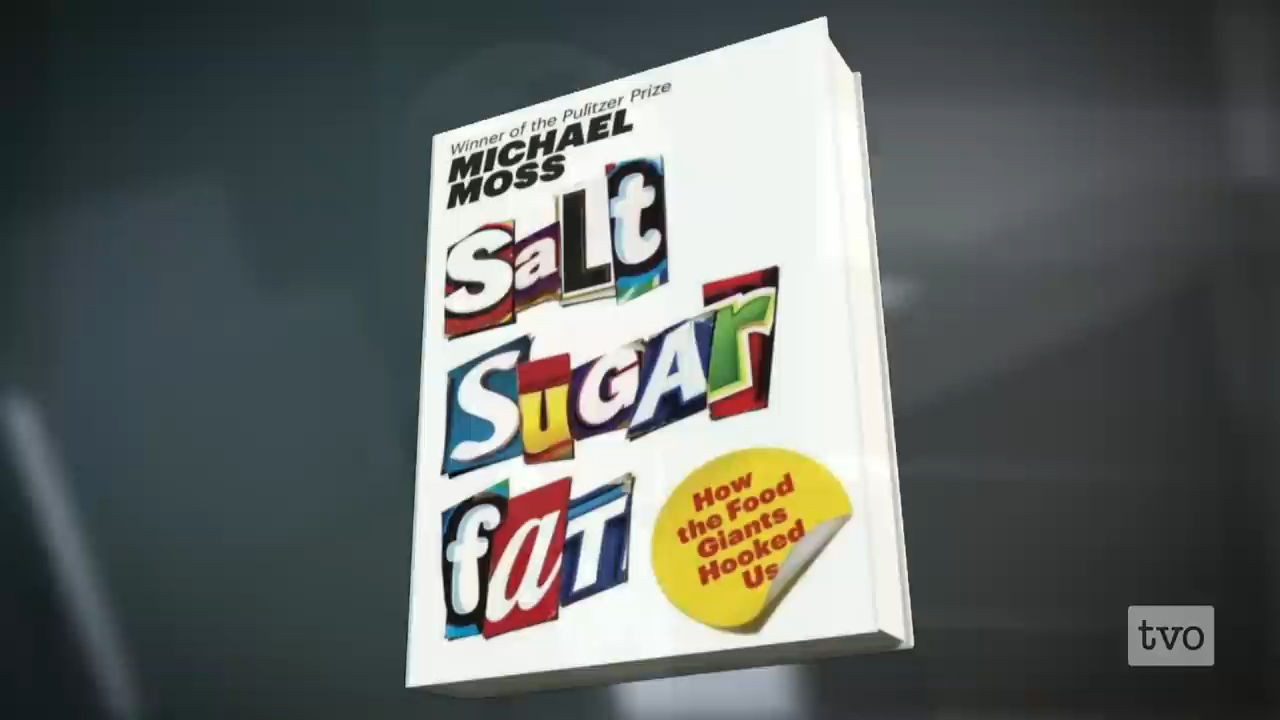 Winner of the Pulitzer Prize
MICHAEL
MOSS
SaLt
SuGAr
faT
How
the Food
Giants
Hooked
Us
tvo